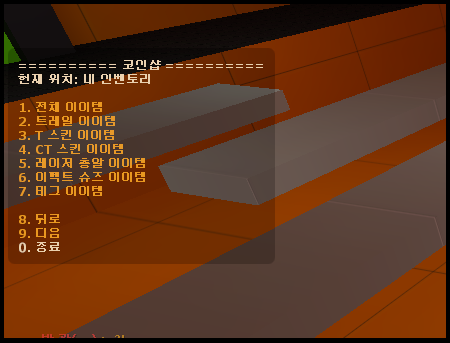 ========== 코인샵 ==========
현재 위치: 내 인벤토리
1. 전체 아이템
2. 트레일 아이템
3. T 스킨 아이템
4. CT 스킨 아이템
5. 레이저 총알 아이템
6. 이펙트 슈즈 아이템
7. 태그 아이템
8. 뒤로
9. 다음
0. 종료